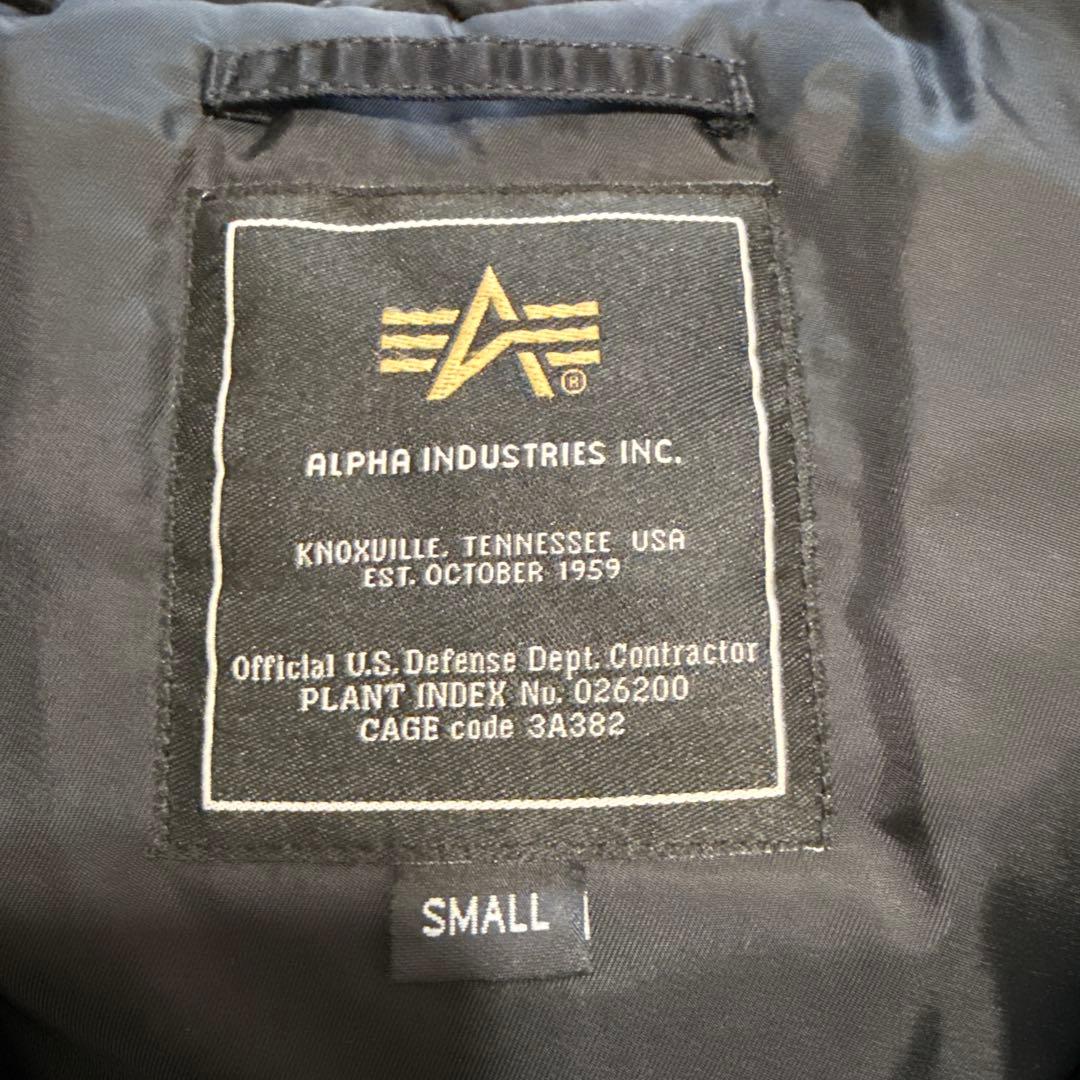 ®
ALPHA INDUSTRIES INC.
KNOXVILLE, TENNESSEE USA
EST. OCTOBER 1959
Official U.S. Defense Dept. Contractor
PLANT INDEX No. 026200
CAGE code 3A382
SMALL